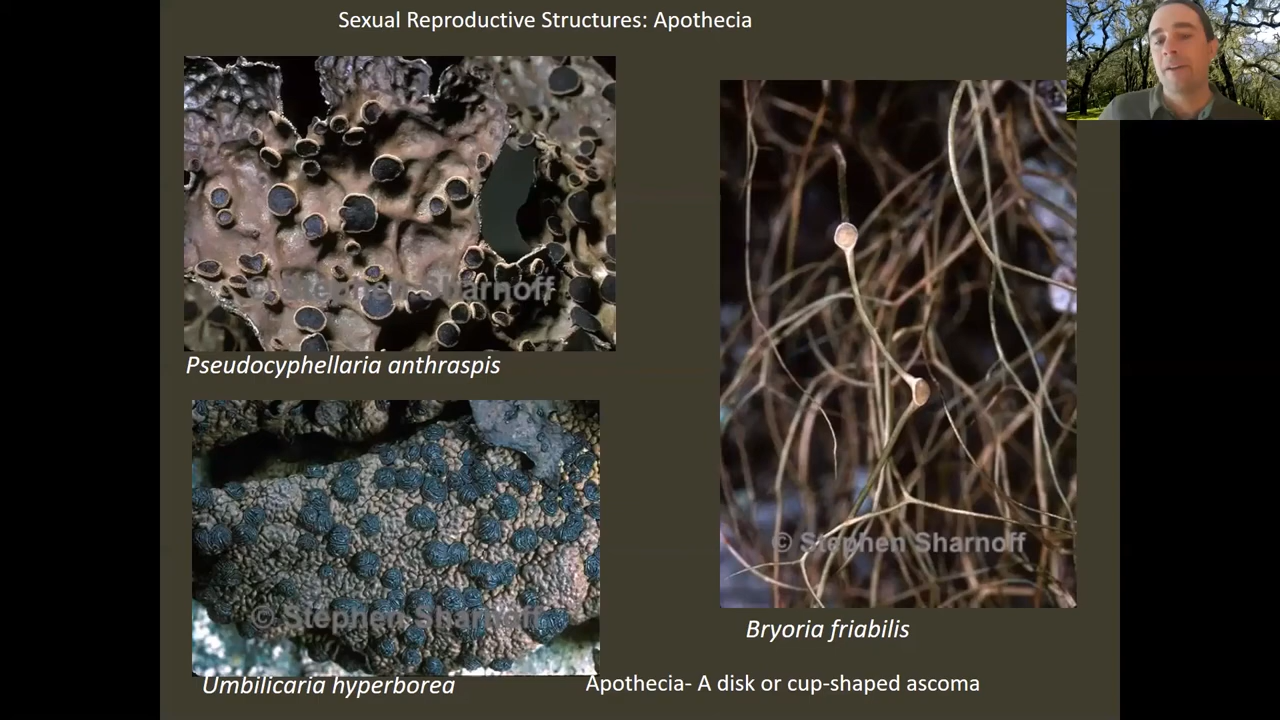 Sexual Reproductive Structures: Apothecia
© Stephen Sharnoff
Pseudocyphellaria anthraspis
© Stephen Sharnoff
Umbilicaria hyperborea
© Stephen Sharnoff
Bryoria friabilis
Apothecia- A disk or cup-shaped ascoma